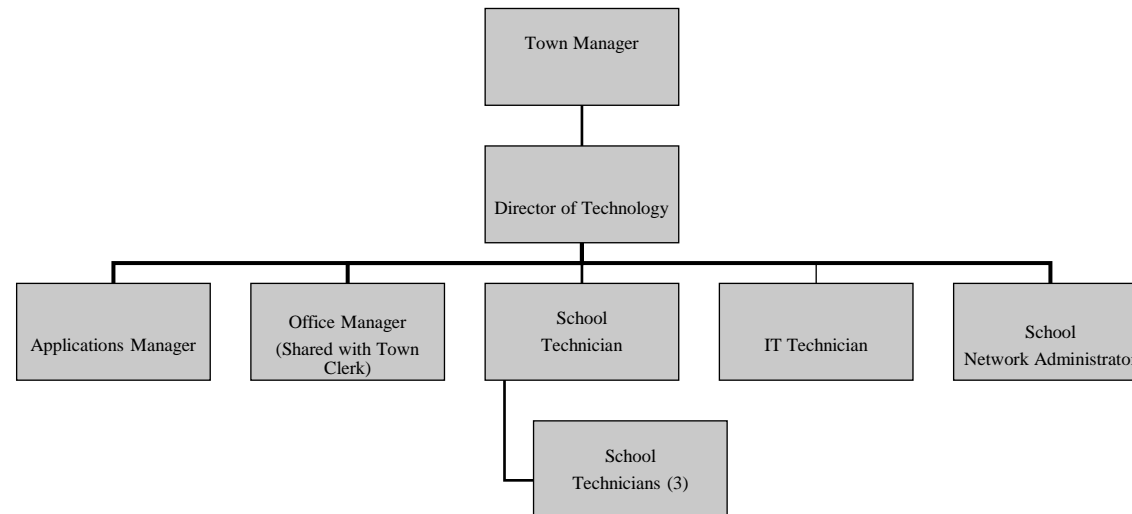 Town Manager
Director of Technology
Applications Manager
Office Manager
(Shared with Town
Clerk)
School
Technician
IT Technician
School
Network Administrator
School
Technicians (3)